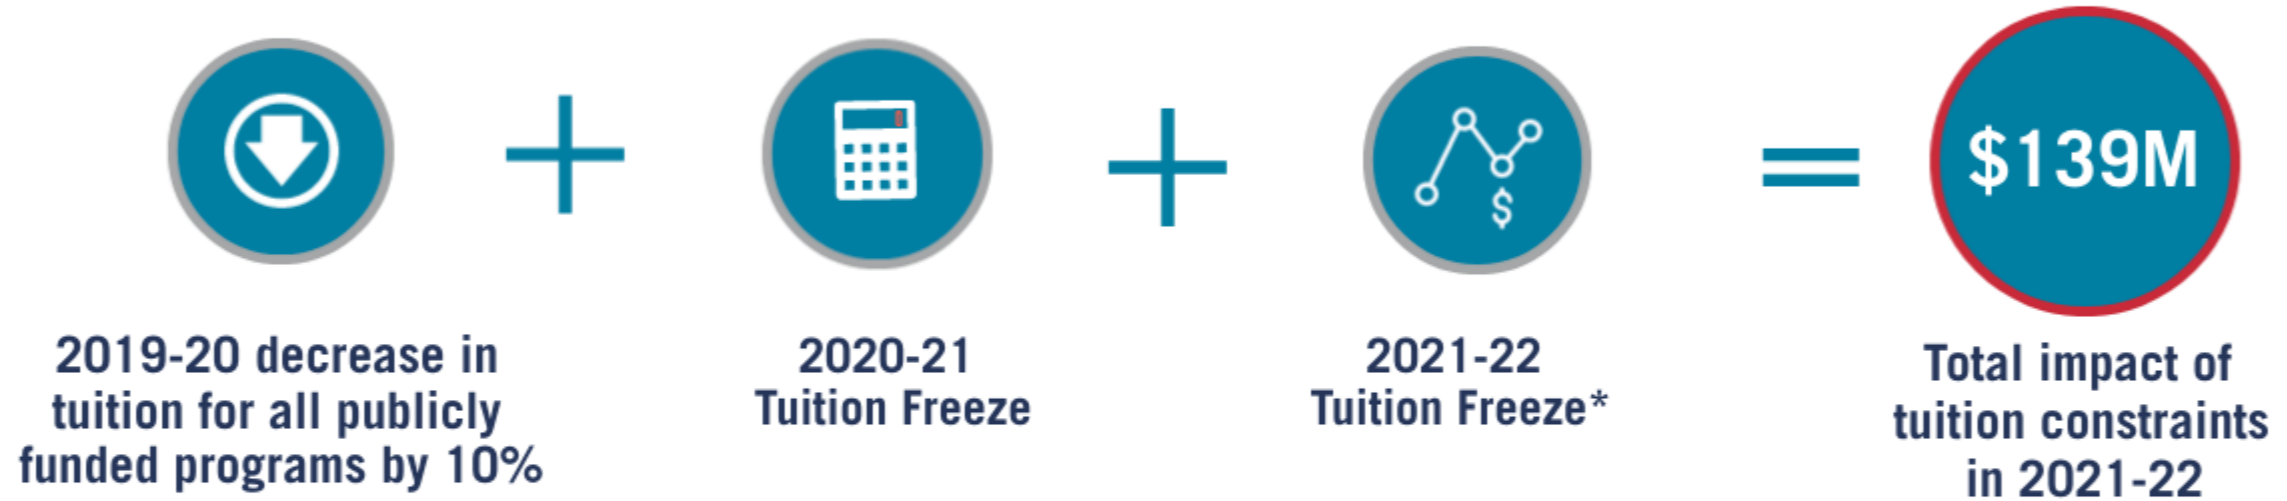 2019-20 decrease in
tuition for all publicly
funded programs by 10%
+
2020-21
Tuition Freeze
+
$
2021-22
Tuition Freeze*
=
$139M
Total impact of
tuition constraints
in 2021-22